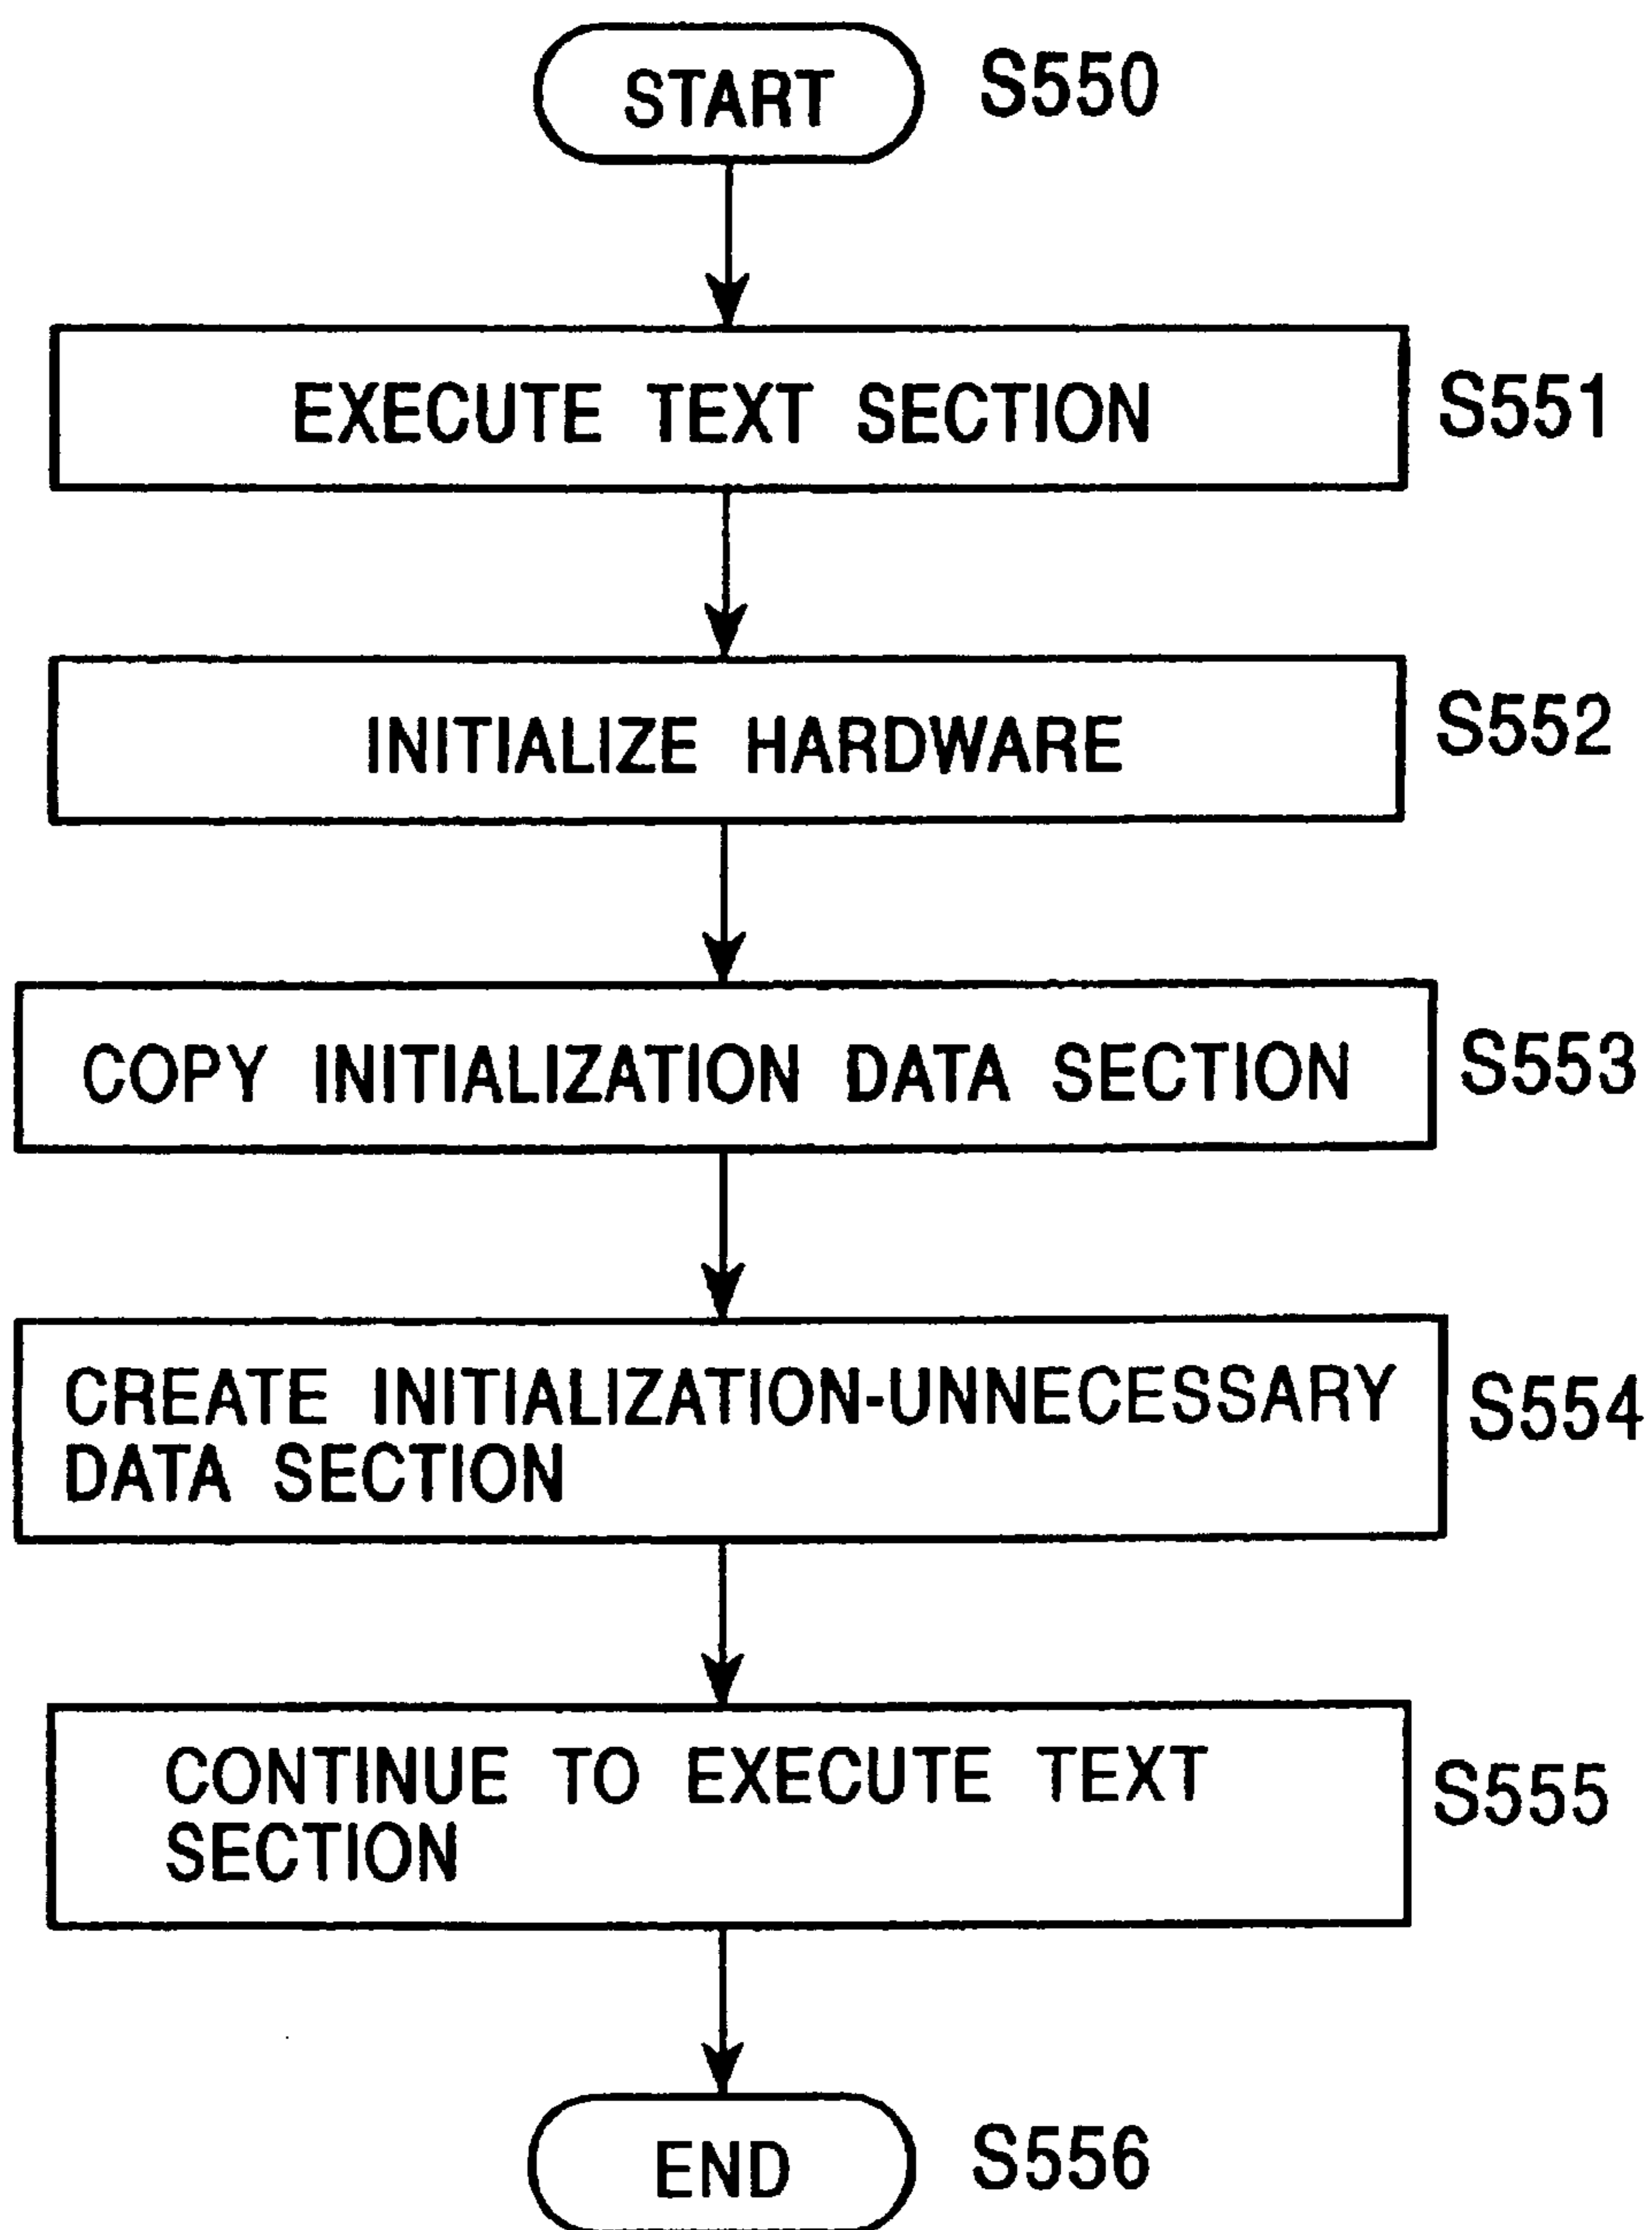 START
S550
EXECUTE TEXT SECTION
S551
INITIALIZE HARDWARE
S552
COPY INITIALIZATION DATA SECTION
S553
CREATE INITIALIZATION-UNNECESSARY
DATA SECTION
S554
CONTINUE TO EXECUTE TEXT
SECTION
S555
END
S556